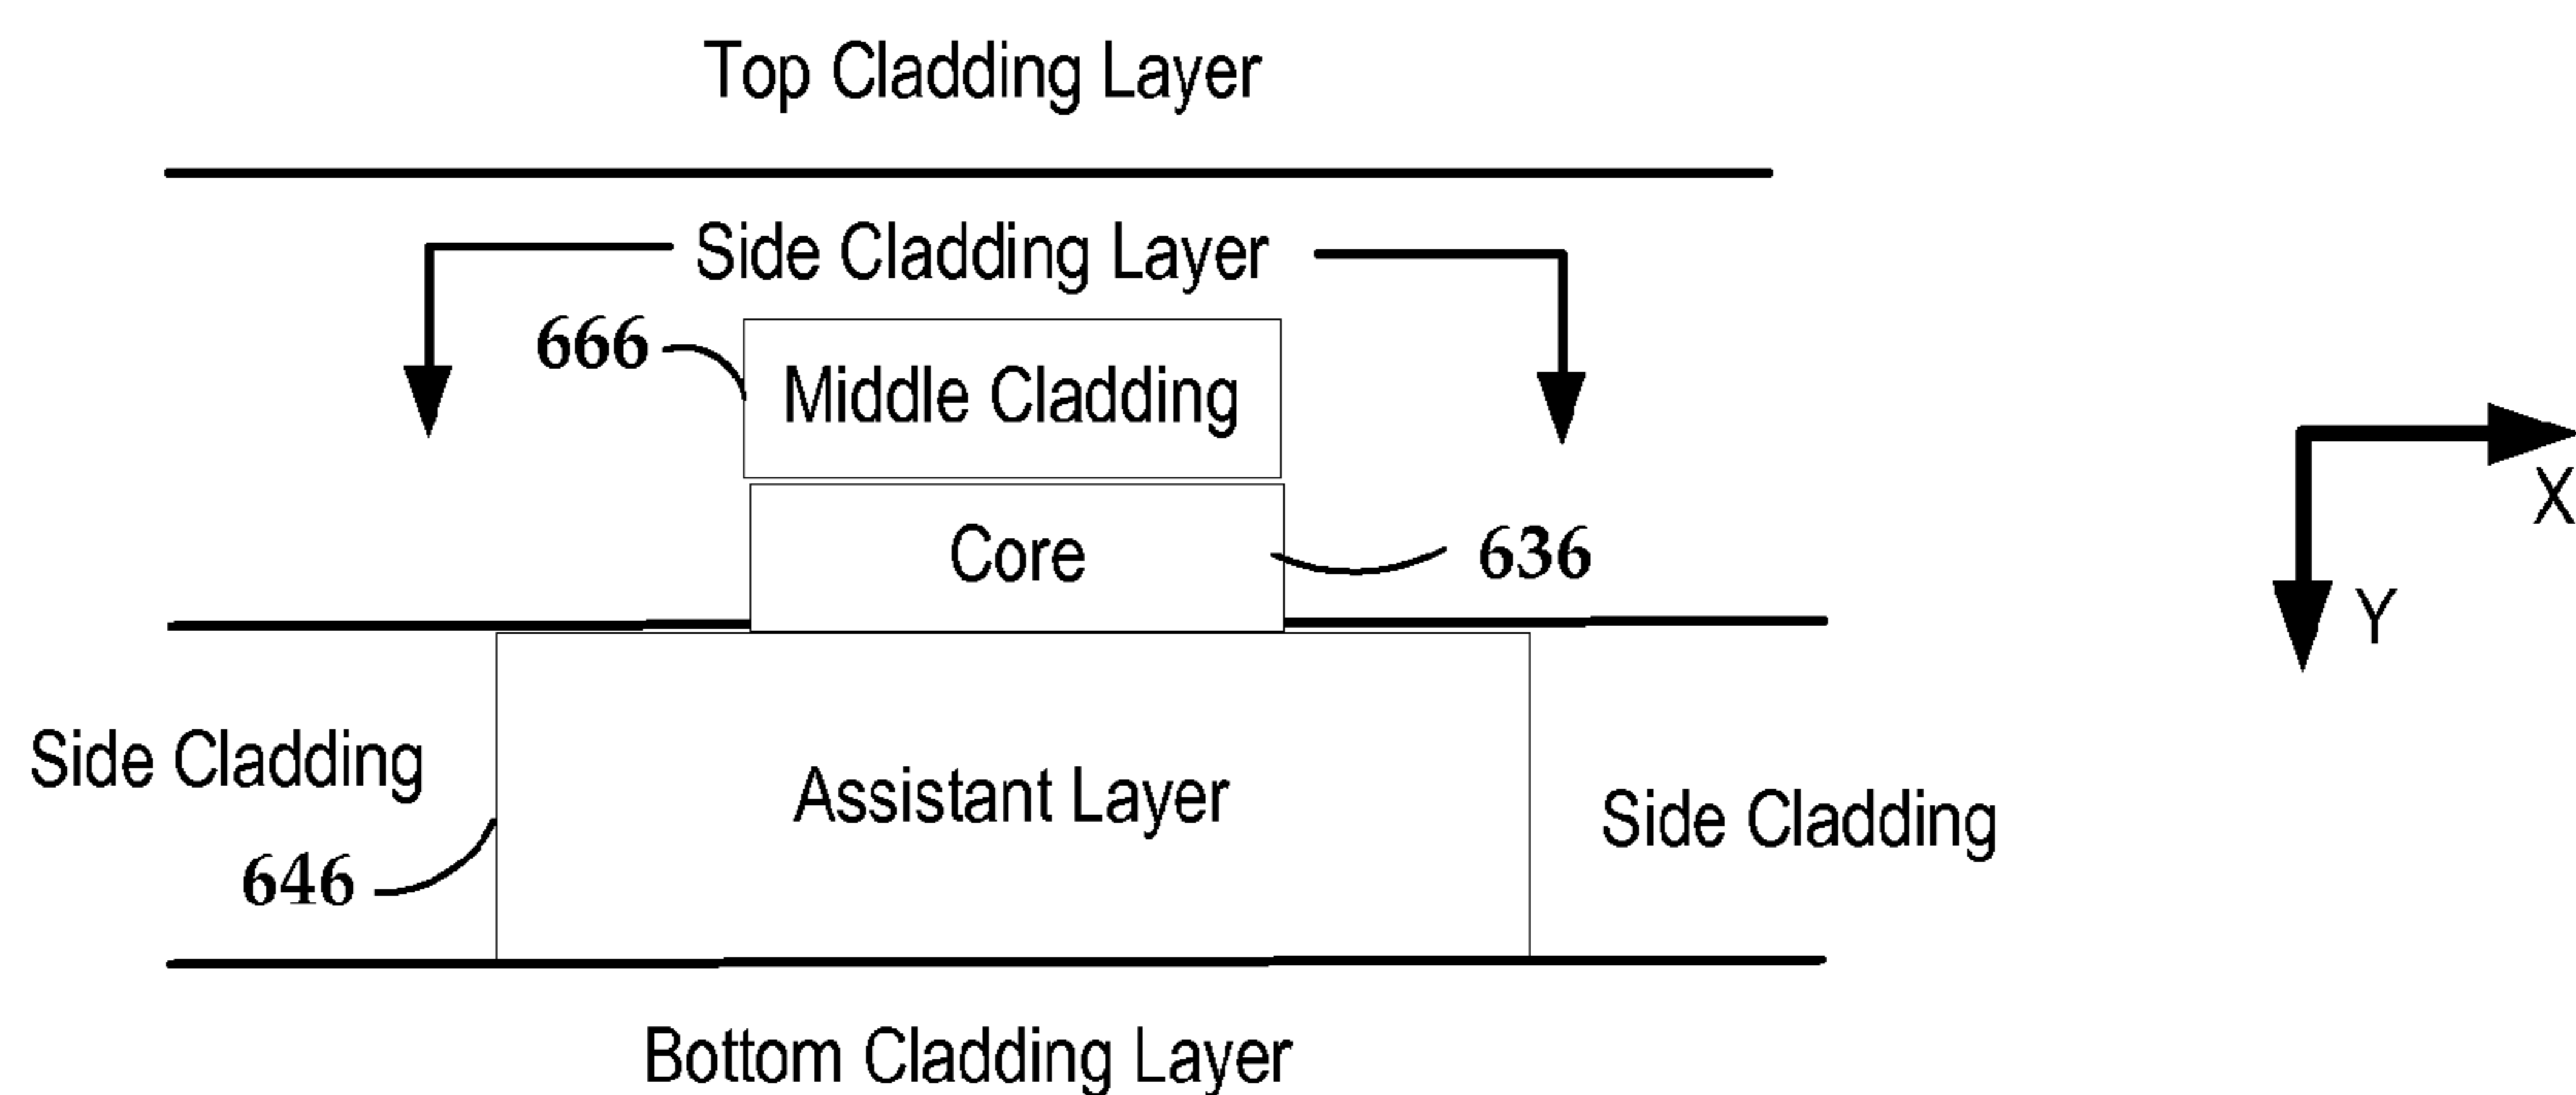 Top Cladding Layer
Side Cladding Layer
666
Middle Cladding
X
Core
636
Y
Side Cladding
Assistant Layer
Side Cladding
646
Bottom Cladding Layer